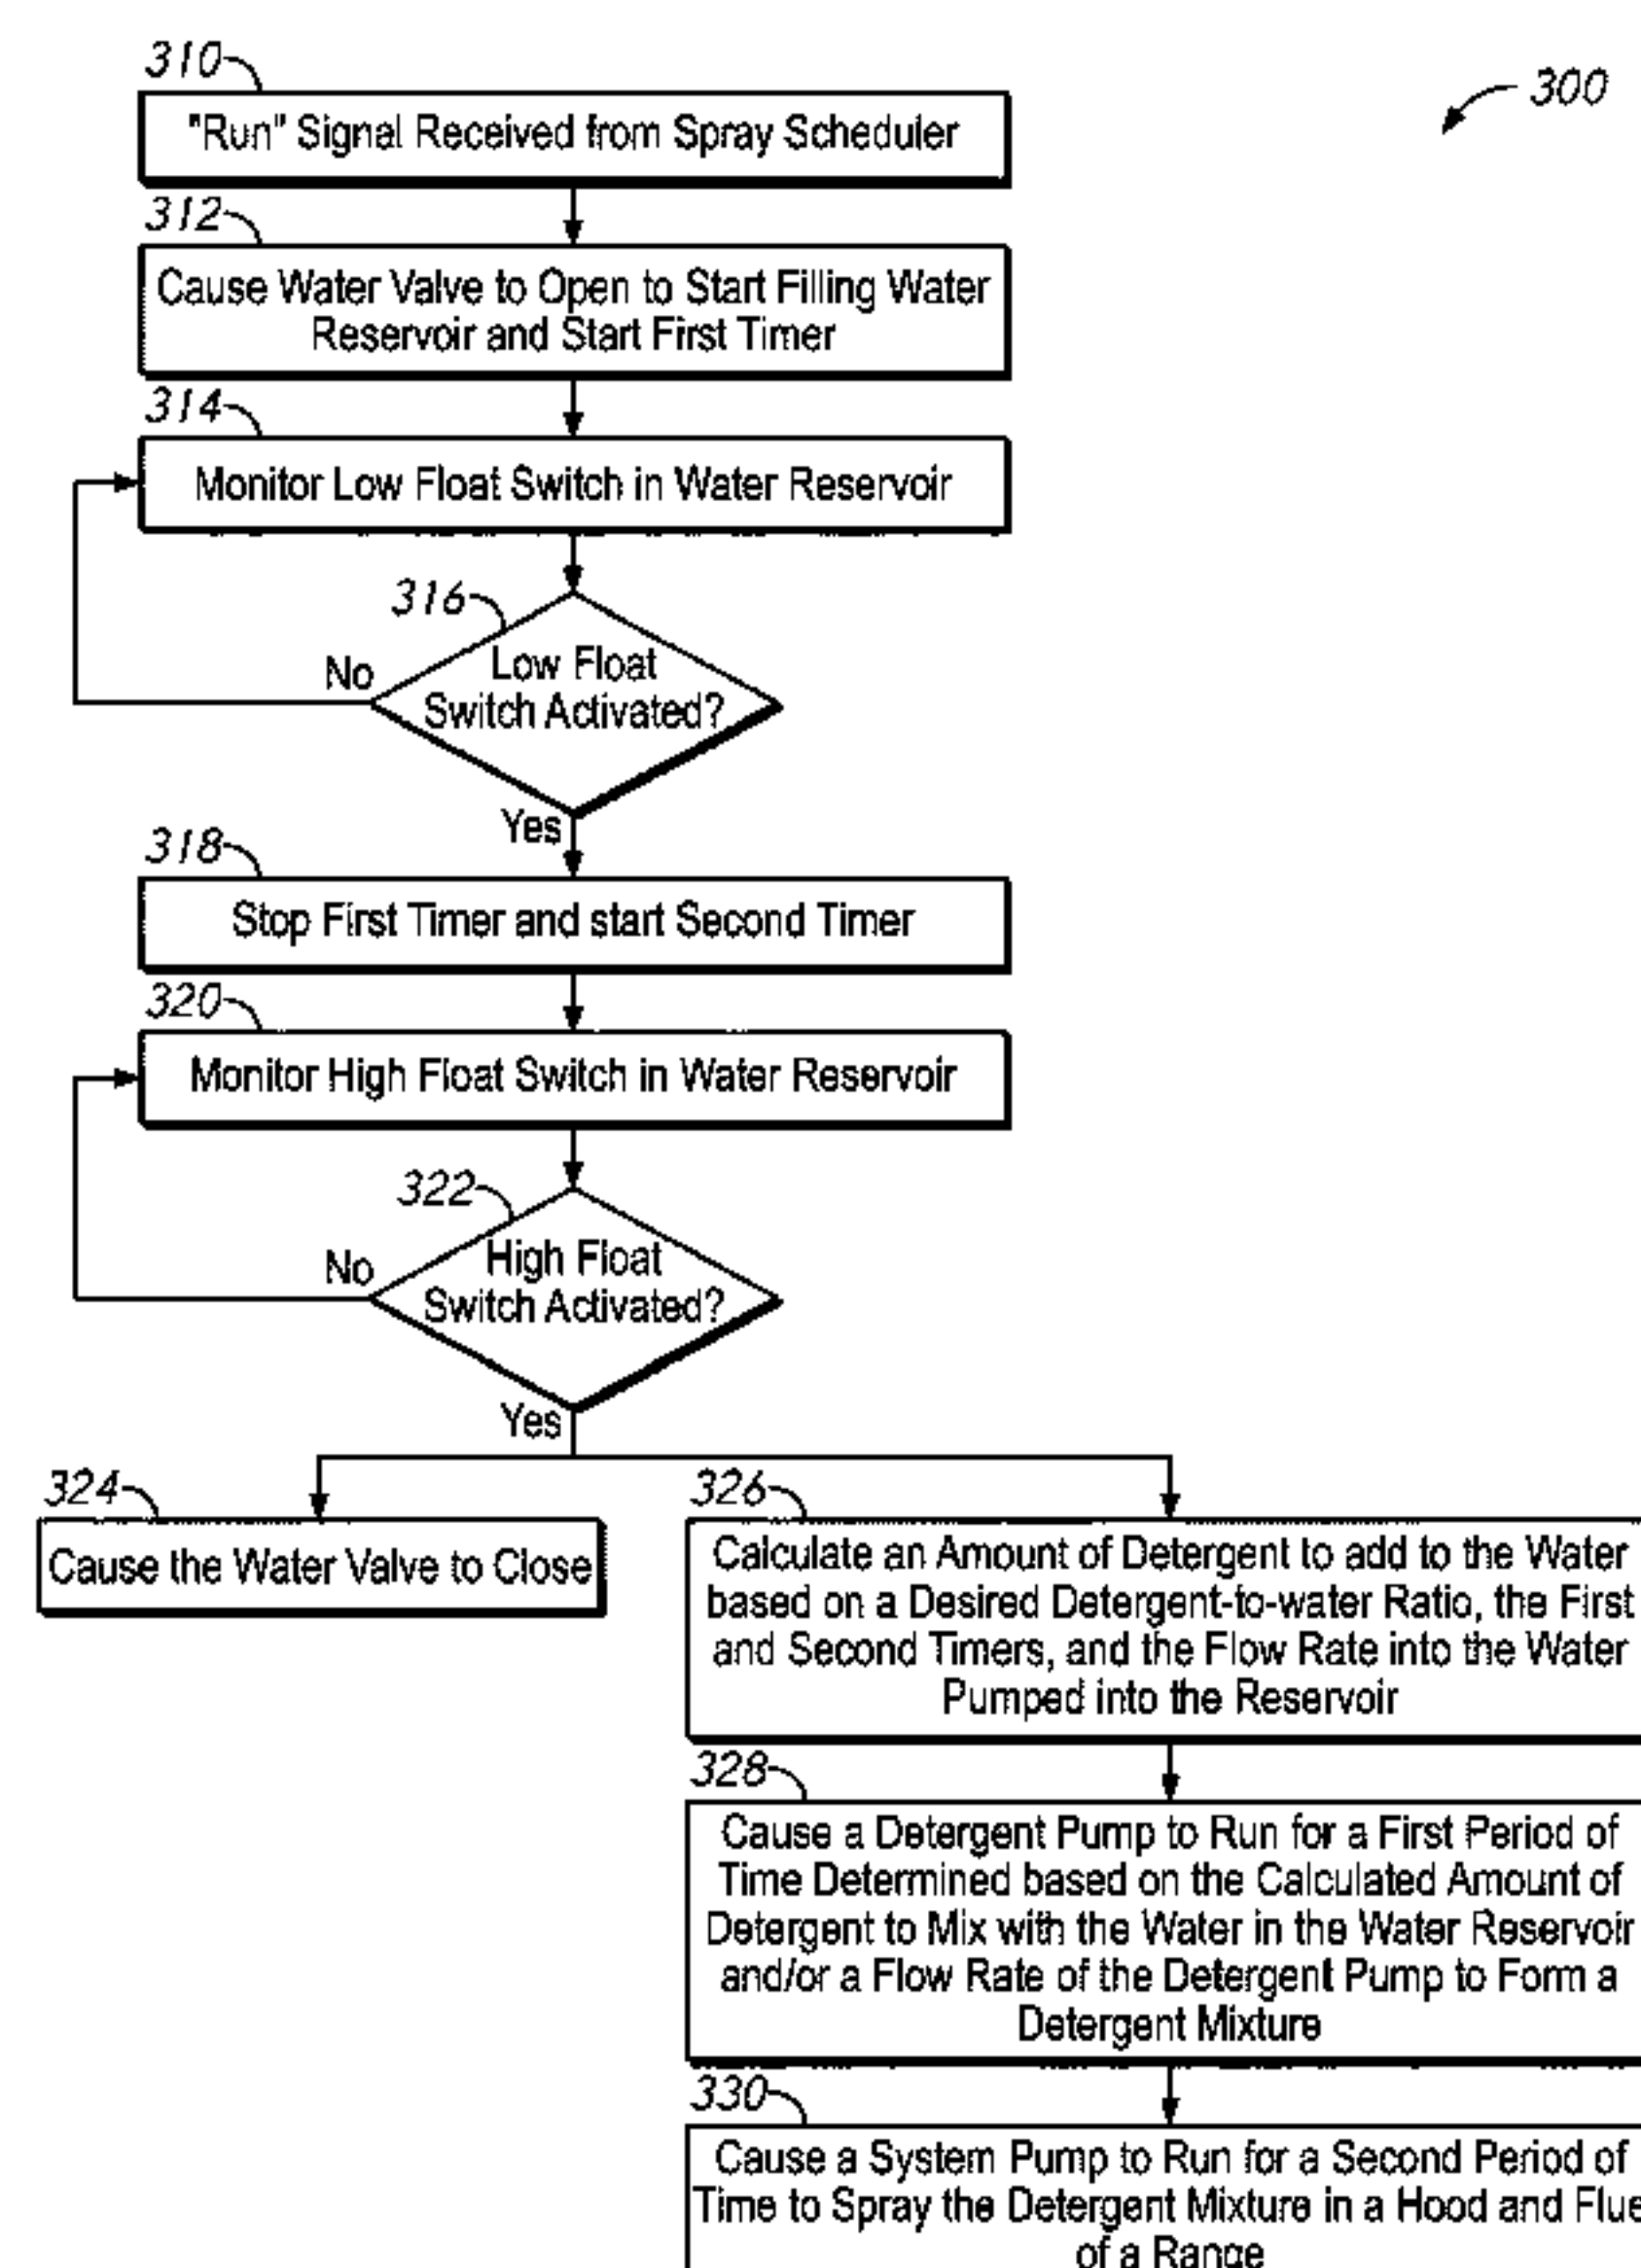 310
300
"Run" Signal Received from Spray Scheduler
312
Cause Water Valve to Open to Start Filling Water
Reservoir and Start First Timer
314
Monitor Low Float Switch in Water Reservoir
316
Low Float
Switch Activated?
No
Yes
318
Stop First Timer and start Second Timer
320
Monitor High Float Switch in Water Reservoir
322
High Float
Switch Activated?
No
Yes
324
Cause the Water Valve to Close
326
Calculate an Amount of Detergent to add to the Water
based on a Desired Detergent-to-water Ratio, the First
and Second Timers, and the Flow Rate into the Water
Pumped into the Reservoir
328
Cause a Detergent Pump to Run for a First Period of
Time Determined based on the Calculated Amount of
Detergent to Mix with the Water in the Water Reservoir
and/or a Flow Rate of the Detergent Pump to Form a
Detergent Mixture
330
Cause a System Pump to Run for a Second Period of
Time to Spray the Detergent Mixture in a Hood and Flue
of a Range